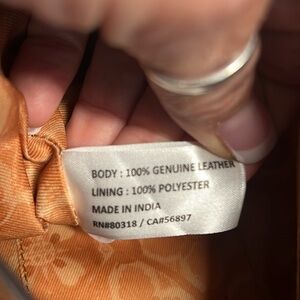 BODY : 100% GENUINE LEATHER
LINING : 100% POLYESTER
MADE IN INDIA
RN#80318 / CA#56897